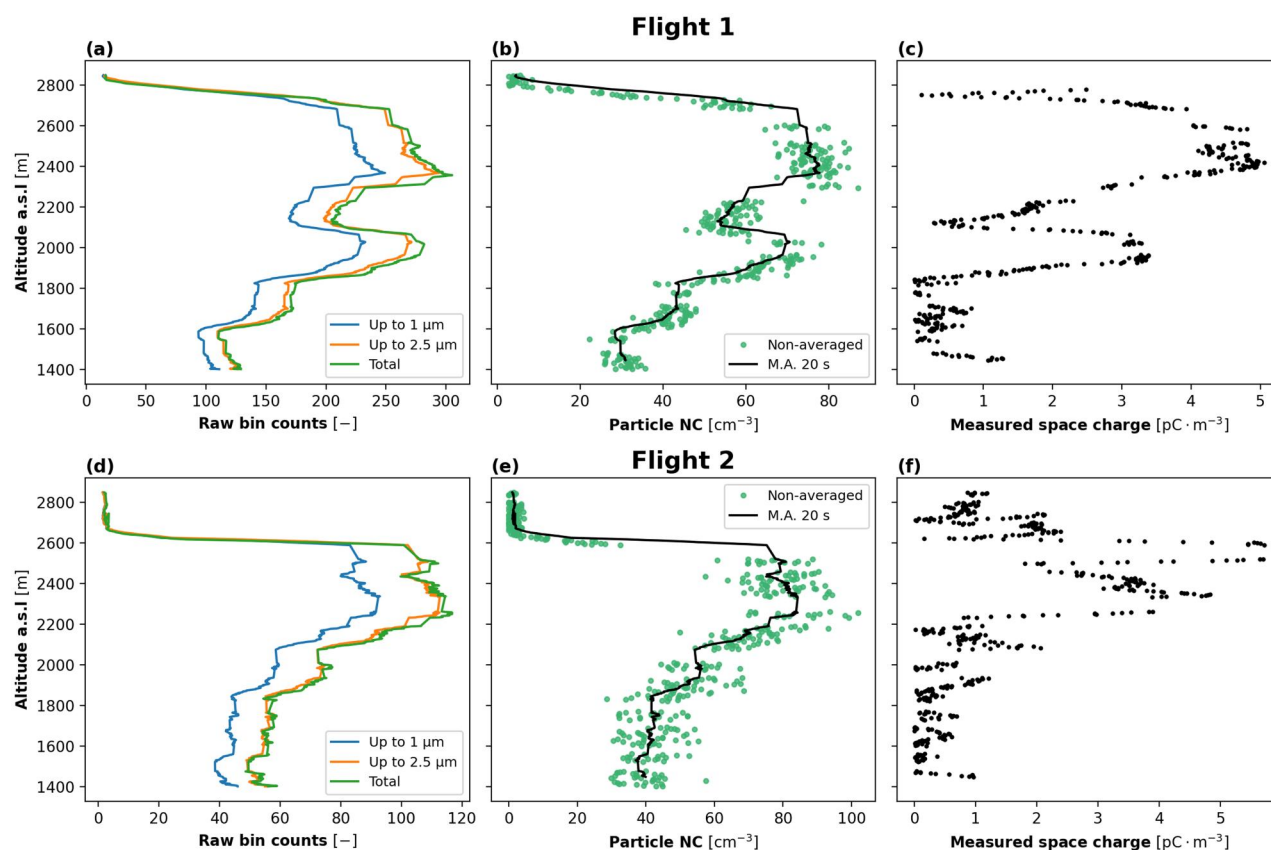 Flight 1
(a)
(b)
(c)
Altitude a.s.l [m]
2800
2600
2400
2200
2000
1800
1600
1400
Up to 1 μm
Up to 2.5 μm
Total
0 50 100 150 200 250 300
Raw bin counts [−]
Non-averaged
M.A. 20 s
0 20 40 60 80
Particle NC [cm⁻³]
0 1 2 3 4 5
Measured space charge [pC · m⁻³]
Flight 2
(d)
(e)
(f)
Altitude a.s.l [m]
2800
2600
2400
2200
2000
1800
1600
1400
Up to 1 μm
Up to 2.5 μm
Total
0 20 40 60 80 100 120
Raw bin counts [−]
Non-averaged
M.A. 20 s
0 20 40 60 80 100
Particle NC [cm⁻³]
0 1 2 3 4 5
Measured space charge [pC · m⁻³]